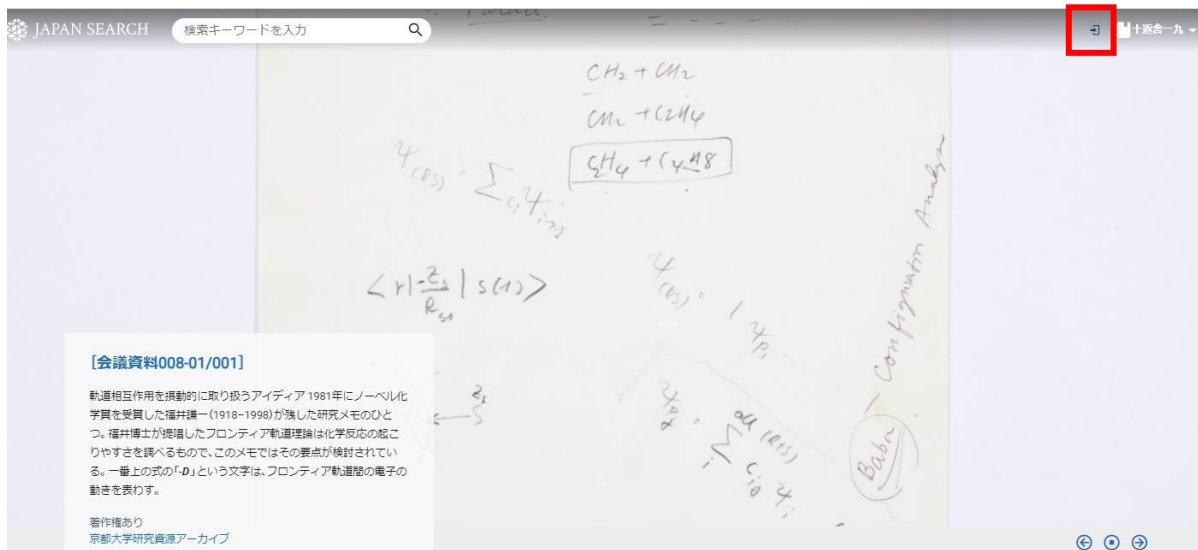 JAPAN SEARCH
検索キーワードを入力
十返舎一九
CH2 + CH2
CH2 + C2H4
C2H4 + C4H8
Ψ(RS) = Σ ci Ψins
Configuration Analysis
<r|-Zs/Rs1|s(1)>
Baba
[会議資料008-01/001]
軌道相互作用を摂動的に取り扱うアイディア 1981年にノーベル化
学賞を受賞した福井謙一(1918−1998)が残した研究メモのひと
つ。福井博士が提唱したフロンティア軌道理論は化学反応の起こ
りやすさを調べるもので、このメモではその要点が検討されてい
る。一番上の式の「-D」という文字は、フロンティア軌道間の電子の
動きを表わす。
著作権あり
京都大学研究資源アーカイブ